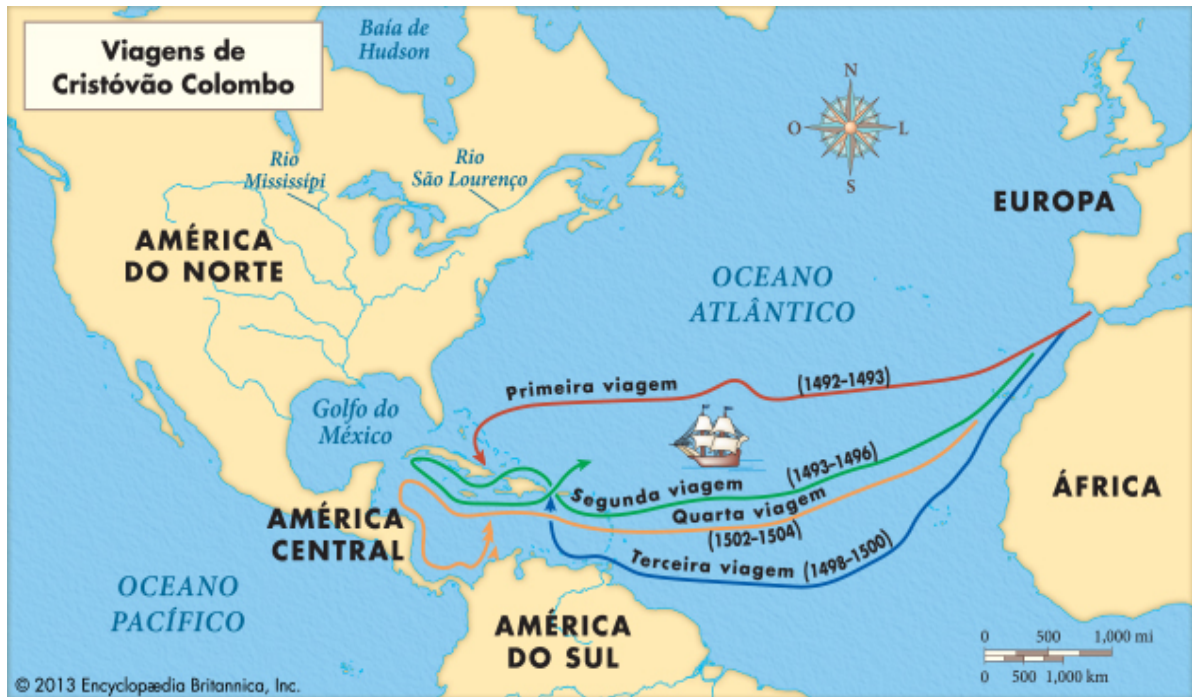 Viagens de
Cristóvão Colombo
Baía de
Hudson
N
O
L
S
Rio
Mississípi
Rio
São Lourenço
EUROPA
AMÉRICA
DO NORTE
OCEANO
ATLÂNTICO
Primeira viagem
(1492–1493)
Golfo do
México
Segunda viagem
(1493–1496)
Quarta viagem
(1502–1504)
ÁFRICA
AMÉRICA
CENTRAL
Terceira viagem (1498–1500)
OCEANO
PACÍFICO
AMÉRICA
DO SUL
0 500 1,000 mi
0 500 1,000 km
© 2013 Encyclopædia Britannica, Inc.